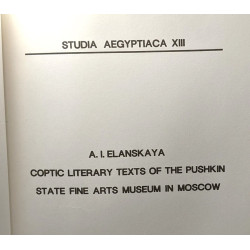 STUDIA AEGYPTIACA XIII
A. I. ELANSKAYA
COPTIC LITERARY TEXTS OF THE PUSHKIN
STATE FINE ARTS MUSEUM IN MOSCOW